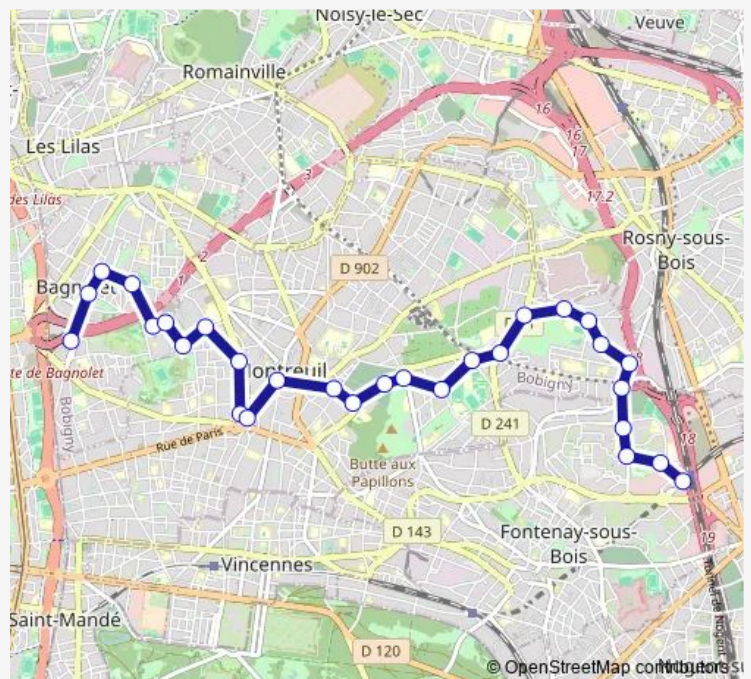 Noisy-le-Sec
Veuve
Romainville
16
Les Lilas
16
17
3
17.2
des Lilas
Rosny-sous-
Bois
2
D 902
1
te de Bagnolet
Bobigny
Bobigny
D 241
18
Rue de Paris
Butte aux
Papillons
D 143
Fontenay-sous-
Bois
19
Vincennes
Saint-Mandé
D 120
© OpenStreetMap contributors